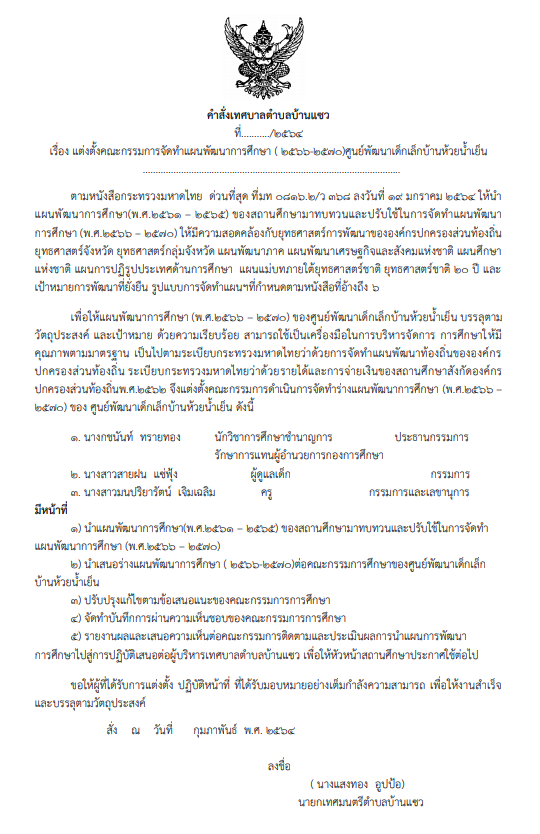 คำสั่งเทศบาลตำบลบ้านแซว
ที่.........../๒๕๖๔
เรื่อง แต่งตั้งคณะกรรมการจัดทำแผนพัฒนาการศึกษา ( ๒๕๖๖-๒๕๗๐)ศูนย์พัฒนาเด็กเล็กบ้านห้วยน้ำเย็น
....................................................................................
ตามหนังสือกระทรวงมหาดไทย ด่วนที่สุด ที่มท ๐๘๑๖.๒/ว ๓๖๘ ลงวันที่ ๑๙ มกราคม ๒๕๖๔ ให้นำ
แผนพัฒนาการศึกษา(พ.ศ.๒๕๖๑ – ๒๕๖๕) ของสถานศึกษามาทบทวนและปรับใช้ในการจัดทำแผนพัฒนา
การศึกษา (พ.ศ.๒๕๖๖ – ๒๕๗๐) ให้มีความสอดคล้องกับยุทธศาสตร์การพัฒนาขององค์กรปกครองส่วนท้องถิ่น
ยุทธศาสตร์จังหวัด ยุทธศาสตร์กลุ่มจังหวัด แผนพัฒนาภาค แผนพัฒนาเศรษฐกิจและสังคมแห่งชาติ แผนศึกษา
แห่งชาติ แผนการปฏิรูปประเทศด้านการศึกษา แผนแม่บทภายใต้ยุทธศาสตร์ชาติ ยุทธศาสตร์ชาติ ๒๐ ปี และ
เป้าหมายการพัฒนาที่ยั่งยืน รูปแบบการจัดทำแผนฯที่กำหนดตามหนังสือที่อ้างถึง ๖
เพื่อให้แผนพัฒนาการศึกษา (พ.ศ.๒๕๖๖ – ๒๕๗๐) ของศูนย์พัฒนาเด็กเล็กบ้านห้วยน้ำเย็น บรรลุตาม
วัตถุประสงค์ และเป้าหมาย ด้วยความเรียบร้อย สามารถใช้เป็นเครื่องมือในการบริหารจัดการ การศึกษาให้มี
คุณภาพตามมาตรฐาน เป็นไปตามระเบียบกระทรวงมหาดไทยว่าด้วยการจัดทำแผนพัฒนาท้องถิ่นขององค์กร
ปกครองส่วนท้องถิ่น ระเบียบกระทรวงมหาดไทยว่าด้วยรายได้และการจ่ายเงินของสถานศึกษาสังกัดองค์กร
ปกครองส่วนท้องถิ่นพ.ศ.๒๕๖๒ จึงแต่งตั้งคณะกรรมการดำเนินการจัดทำร่างแผนพัฒนาการศึกษา (พ.ศ.๒๕๖๖ –
๒๕๗๐) ของ ศูนย์พัฒนาเด็กเล็กบ้านห้วยน้ำเย็น ดังนี้
๑. นางกชนันท์ ทรายทอง นักวิชาการศึกษาชำนาญการ ประธานกรรมการ
รักษาการแทนผู้อำนวยการกองการศึกษา
๒. นางสาวสายฝน แซ่ฟุ้ง ผู้ดูแลเด็ก กรรมการ
๓. นางสาวมนปริยารัตน์ เจิมเฉลิม ครู กรรมการและเลขานุการ
มีหน้าที่
๑) นำแผนพัฒนาการศึกษา(พ.ศ.๒๕๖๑ – ๒๕๖๕) ของสถานศึกษามาทบทวนและปรับใช้ในการจัดทำ
แผนพัฒนาการศึกษา (พ.ศ.๒๕๖๖ – ๒๕๗๐)
๒) นำเสนอร่างแผนพัฒนาการศึกษา ( ๒๕๖๖-๒๕๗๐)ต่อคณะกรรมการศึกษาของศูนย์พัฒนาเด็กเล็ก
บ้านห้วยน้ำเย็น
๓) ปรับปรุงแก้ไขตามข้อเสนอแนะของคณะกรรมการการศึกษา
๔) จัดทำบันทึกการผ่านความเห็นชอบของคณะกรรมการการศึกษา
๕) รายงานผลและเสนอความเห็นต่อคณะกรรมการติดตามและประเมินผลการนำแผนการพัฒนา
การศึกษาไปสู่การปฏิบัติเสนอต่อผู้บริหารเทศบาลตำบลบ้านแซว เพื่อให้หัวหน้าสถานศึกษาประกาศใช้ต่อไป
ขอให้ผู้ที่ได้รับการแต่งตั้ง ปฏิบัติหน้าที่ ที่ได้รับมอบหมายอย่างเต็มกำลังความสามารถ เพื่อให้งานสำเร็จ
และบรรลุตามวัตถุประสงค์
สั่ง ณ วันที่ กุมภาพันธ์ พ.ศ. ๒๕๖๔
ลงชื่อ
( นางแสงทอง อูปป้อ)
นายกเทศมนตรีตำบลบ้านแซว